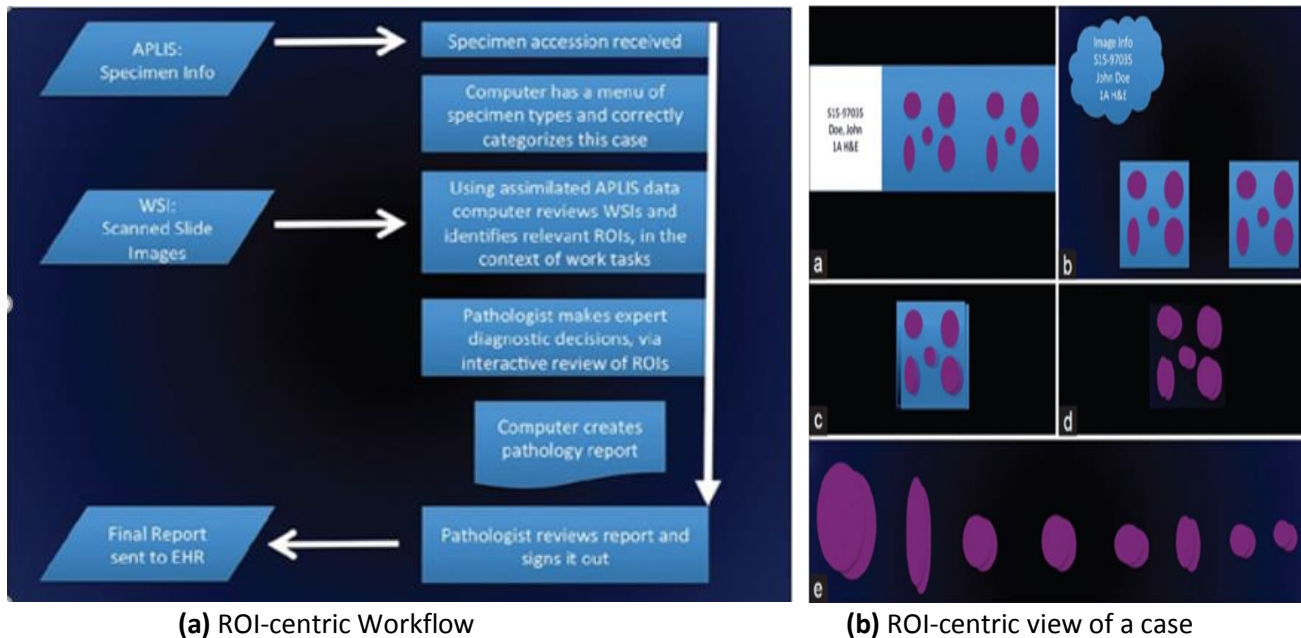 APLIS:
Specimen Info
Specimen accession received
Computer has a menu of
specimen types and correctly
categorizes this case
WSI:
Scanned Slide
Images
Using assimilated APLIS data
computer reviews WSIs and
identifies relevant ROIs, in the
context of work tasks
Pathologist makes expert
diagnostic decisions, via
interactive review of ROIs
Computer creates
pathology report
Final Report
sent to EHR
Pathologist reviews report and
signs it out
(a) ROI-centric Workflow
S15-97035
Doe, John
1A H&E
a
Image Info
S15-97035
John Doe
1A H&E
b
c
d
e
(b) ROI-centric view of a case